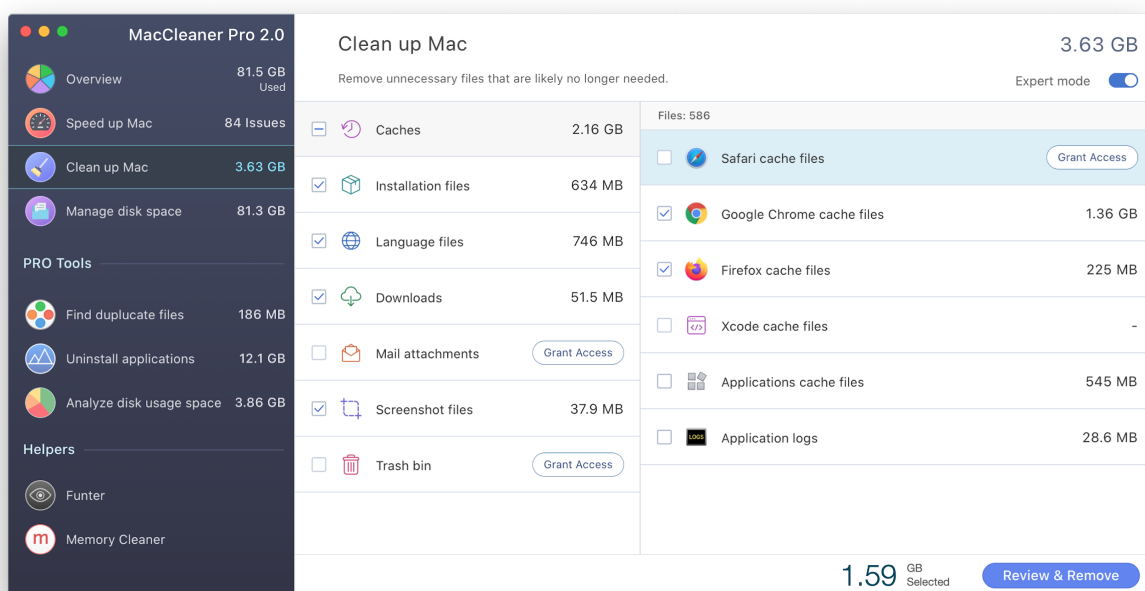 MacCleaner Pro 2.0
Overview
81.5 GB
Used
Speed up Mac
84 Issues
Clean up Mac
3.63 GB
Manage disk space
81.3 GB
PRO Tools
Find duplucate files
186 MB
Uninstall applications
12.1 GB
Analyze disk usage space
3.86 GB
Helpers
Funter
m
Memory Cleaner
Clean up Mac
3.63 GB
Remove unnecessary files that are likely no longer needed.
Expert mode
Caches
2.16 GB
Installation files
634 MB
Language files
746 MB
Downloads
51.5 MB
Mail attachments
Grant Access
Screenshot files
37.9 MB
Trash bin
Grant Access
Files: 586
Safari cache files
Grant Access
Google Chrome cache files
1.36 GB
Firefox cache files
225 MB
Xcode cache files
-
Applications cache files
545 MB
LOGS
Application logs
28.6 MB
1.59
GB
Selected
Review & Remove